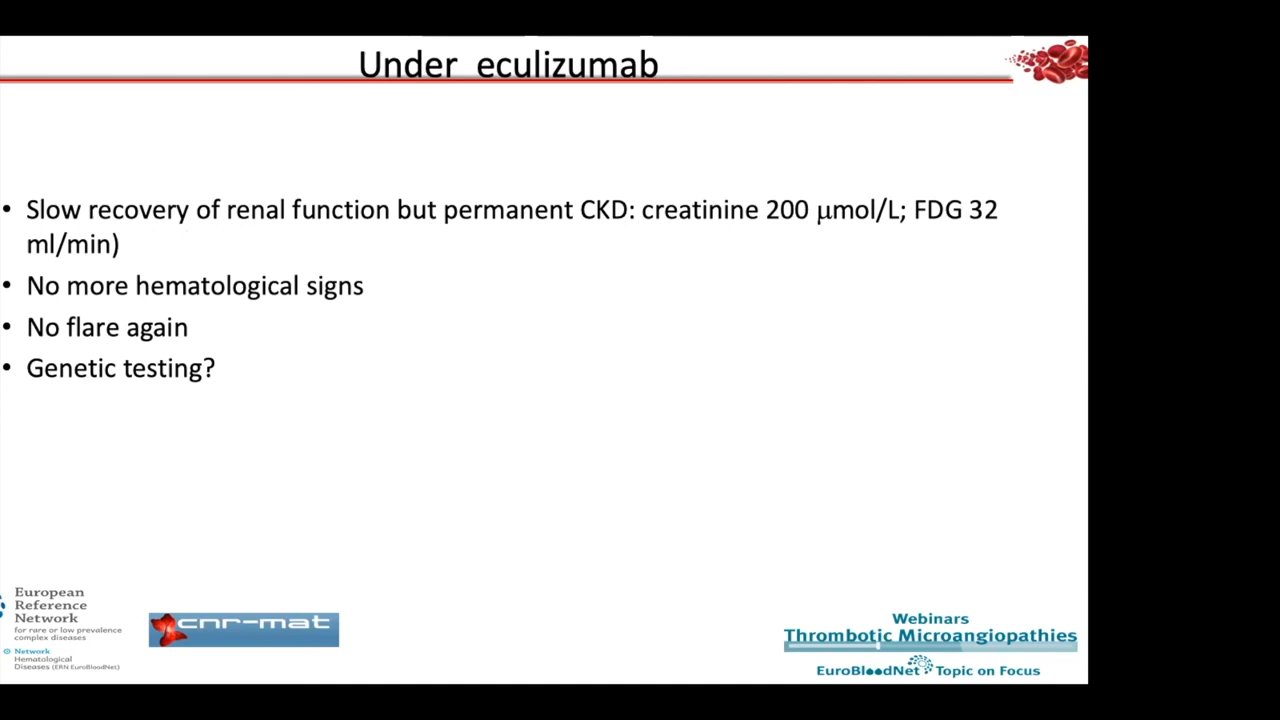 Under eculizumab
• Slow recovery of renal function but permanent CKD: creatinine 200 μmol/L; FDG 32
ml/min)
• No more hematological signs
• No flare again
• Genetic testing?
European
Reference
Network
for rare or low prevalence
complex diseases
Network
Hematological
Diseases (ERN EuroBloodNet)
cnr-mat
Webinars
Thrombotic Microangiopathies
EuroBloodNet Topic on Focus